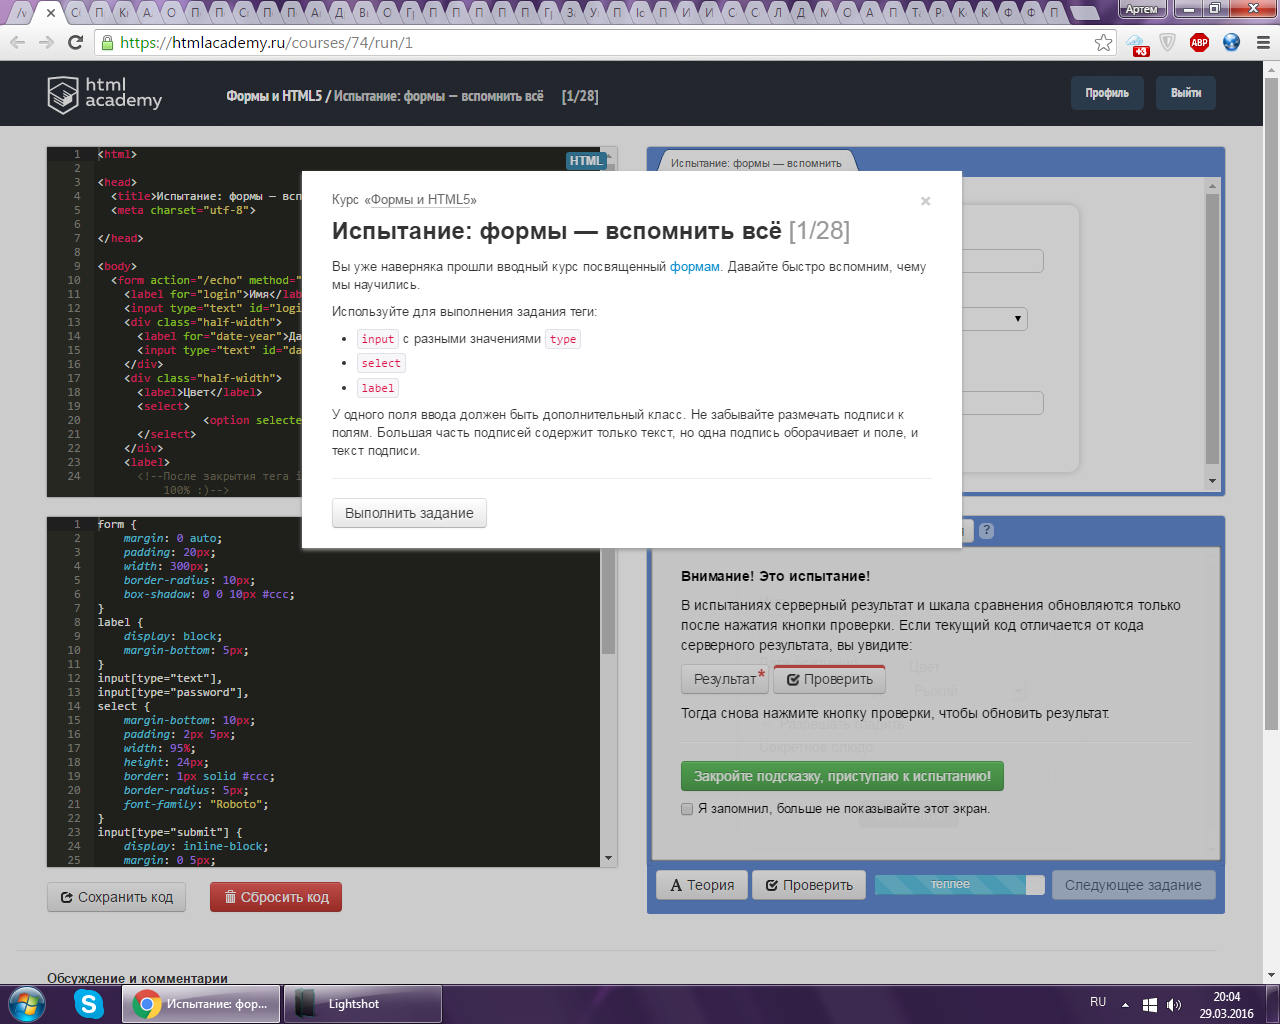 Артем
https://htmlacademy.ru/courses/74/run/1
+3
ABP
html
academy
Формы и HTML5 / Испытание: формы — вспомнить всё [1/28]
Профиль
Выйти
HTML
1 <html>
2
3 <head>
4 <title>Испытание: формы — всп
5 <meta charset="utf-8">
6
7 </head>
8
9 <body>
10 <form action="/echo" method="
11 <label for="login">Имя</lab
12 <input type="text" id="logi
13 <div class="half-width">
14 <label for="date-year">Да
15 <input type="text" id="da
16 </div>
17 <div class="half-width">
18 <label>Цвет</label>
19 <select>
20 <option selecte
21 </select>
22 </div>
23 <label>
24 <!--После закрытия тега i
100% :)-->
Испытание: формы — вспомнить
Курс «Формы и HTML5»
×
Испытание: формы — вспомнить всё [1/28]
Вы уже наверняка прошли вводный курс посвященный формам. Давайте быстро вспомним, чему
мы научились.
Используйте для выполнения задания теги:
• input с разными значениями type
• select
• label
У одного поля ввода должен быть дополнительный класс. Не забывайте размечать подписи к
полям. Большая часть подписей содержит только текст, но одна подпись оборачивает и поле, и
текст подписи.
Выполнить задание
1 form {
2 margin: 0 auto;
3 padding: 20px;
4 width: 300px;
5 border-radius: 10px;
6 box-shadow: 0 0 10px #ccc;
7 }
8 label {
9 display: block;
10 margin-bottom: 5px;
11 }
12 input[type="text"],
13 input[type="password"],
14 select {
15 margin-bottom: 10px;
16 padding: 2px 5px;
17 width: 95%;
18 height: 24px;
19 border: 1px solid #ccc;
20 border-radius: 5px;
21 font-family: "Roboto";
22 }
23 input[type="submit"] {
24 display: inline-block;
25 margin: 0 5px;
?
Внимание! Это испытание!
В испытаниях серверный результат и шкала сравнения обновляются только
после нажатия кнопки проверки. Если текущий код отличается от кода
серверного результата, вы увидите:
Цвет
Результат* Проверить
Рыжий
Тогда снова нажмите кнопку проверки, чтобы обновить результат.
Секретное блюдо
Закройте подсказку, приступаю к испытанию!
Я запомнил, больше не показывайте этот экран.
Сохранить код
Сбросить код
Теория
Проверить
теплее
Следующее задание
Обсуждение и комментарии
Испытание: фор...
Lightshot
RU
20:04
29.03.2016